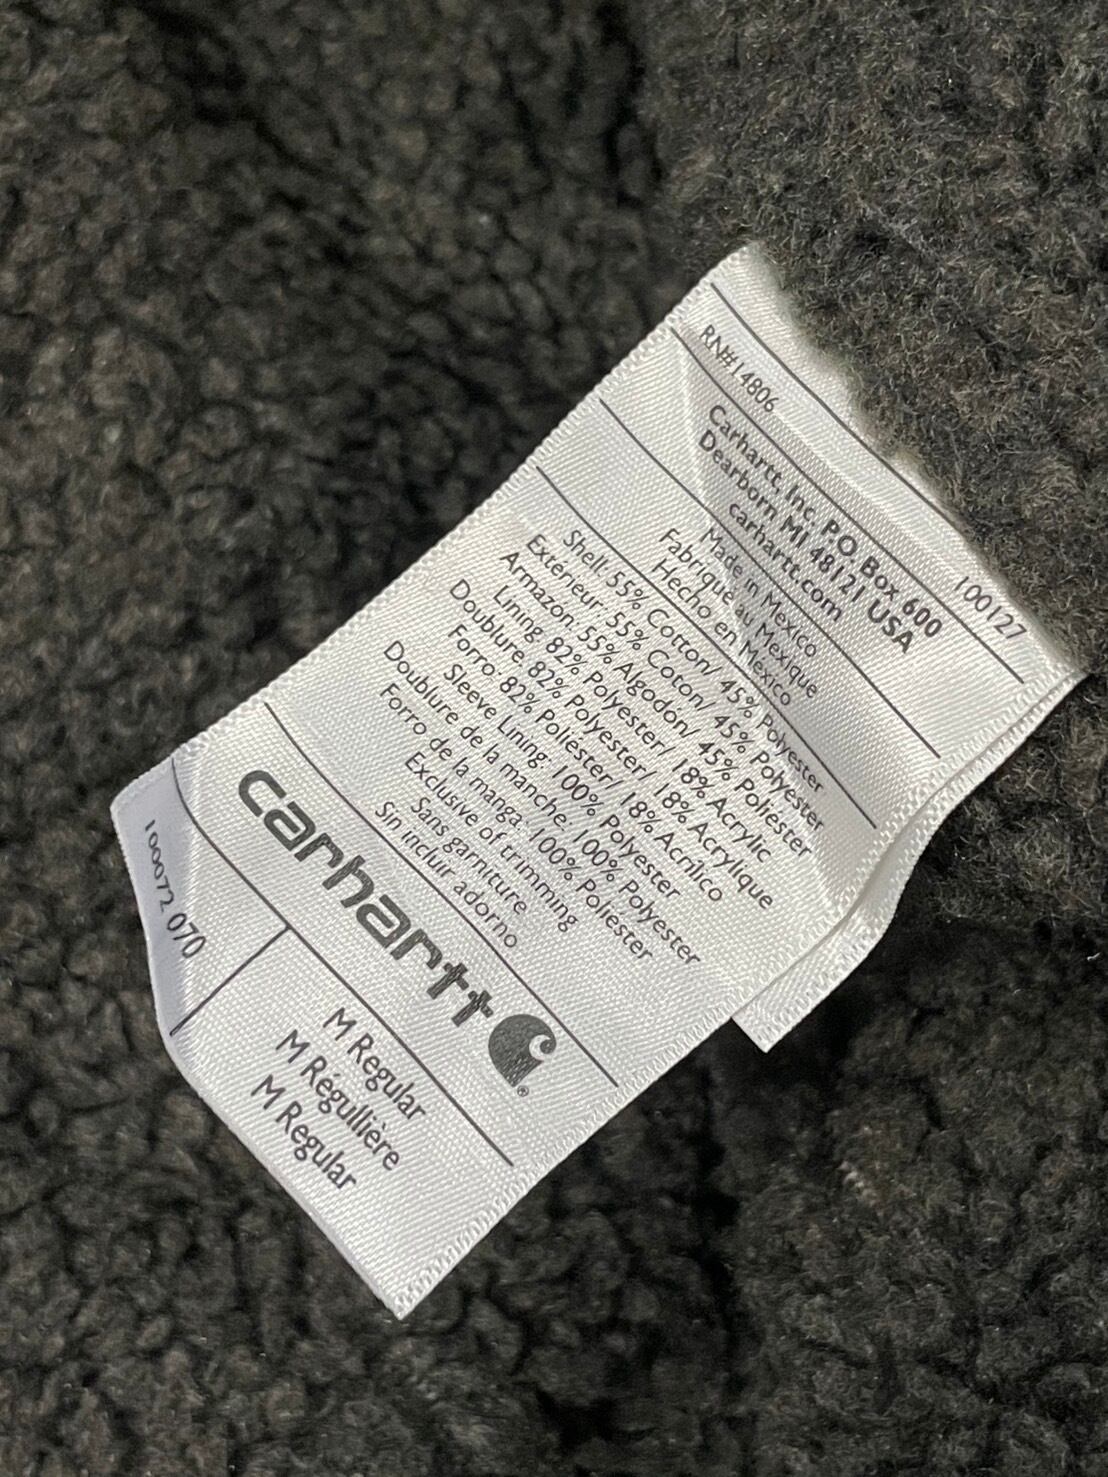 RN#14806 100127
Carhartt, Inc. P.O. Box 600
Dearborn MI 48121 USA
carhartt.com
Made in Mexico
Fabrique au Mexique
Hecho en Mexico
Shell: 55% Cotton/ 45% Polyester
Extérieur: 55% Coton/ 45% Polyester
Armazon: 55% Algodon/ 45% Poliester
Lining: 82% Polyester/ 18% Acrylic
Doublure: 82% Polyester/ 18% Acryllique
Forro: 82% Poliester/ 18% Acrilico
Sleeve Lining: 100% Polyester
Doublure de la manche: 100% Polyester
Forro de la manga: 100% Poliester
Exclusive of trimming
Sans garniture
Sin incluir adorno
carhartt
100072 070
M Regular
M Régullière
M Regular